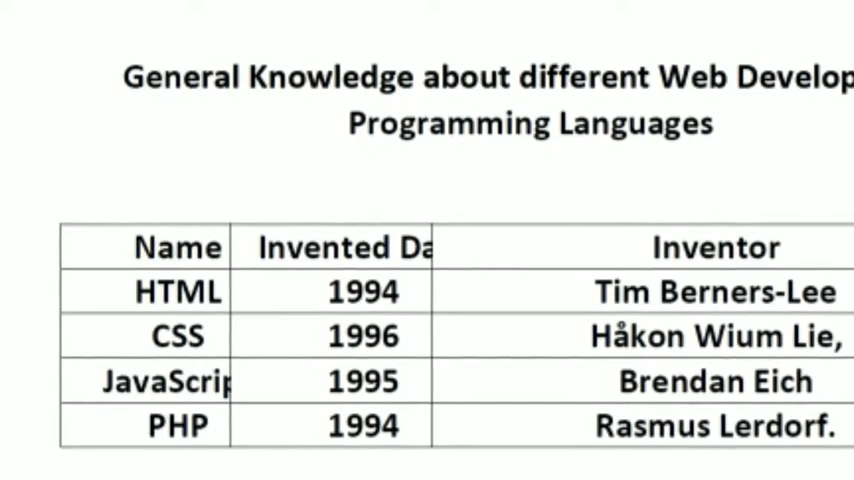 General Knowledge about different Web Develop
Programming Languages
Name Invented Da Inventor
HTML 1994 Tim Berners-Lee
CSS 1996 Håkon Wium Lie,
JavaScrip 1995 Brendan Eich
PHP 1994 Rasmus Lerdorf.